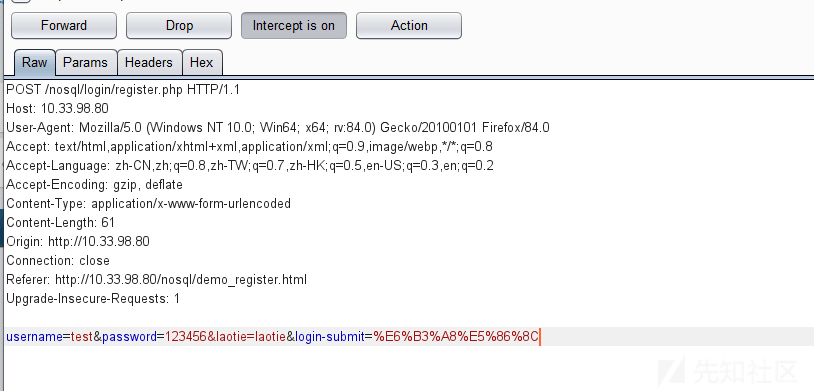 Forward Drop Intercept is on Action
Raw Params Headers Hex
POST /nosql/login/register.php HTTP/1.1
Host: 10.33.98.80
User-Agent: Mozilla/5.0 (Windows NT 10.0; Win64; x64; rv:84.0) Gecko/20100101 Firefox/84.0
Accept: text/html,application/xhtml+xml,application/xml;q=0.9,image/webp,*/*;q=0.8
Accept-Language: zh-CN,zh;q=0.8,zh-TW;q=0.7,zh-HK;q=0.5,en-US;q=0.3,en;q=0.2
Accept-Encoding: gzip, deflate
Content-Type: application/x-www-form-urlencoded
Content-Length: 61
Origin: http://10.33.98.80
Connection: close
Referer: http://10.33.98.80/nosql/demo_register.html
Upgrade-Insecure-Requests: 1
username=test&password=123456&laotie=laotie&login-submit=%E6%B3%A8%E5%86%8C
先知社区